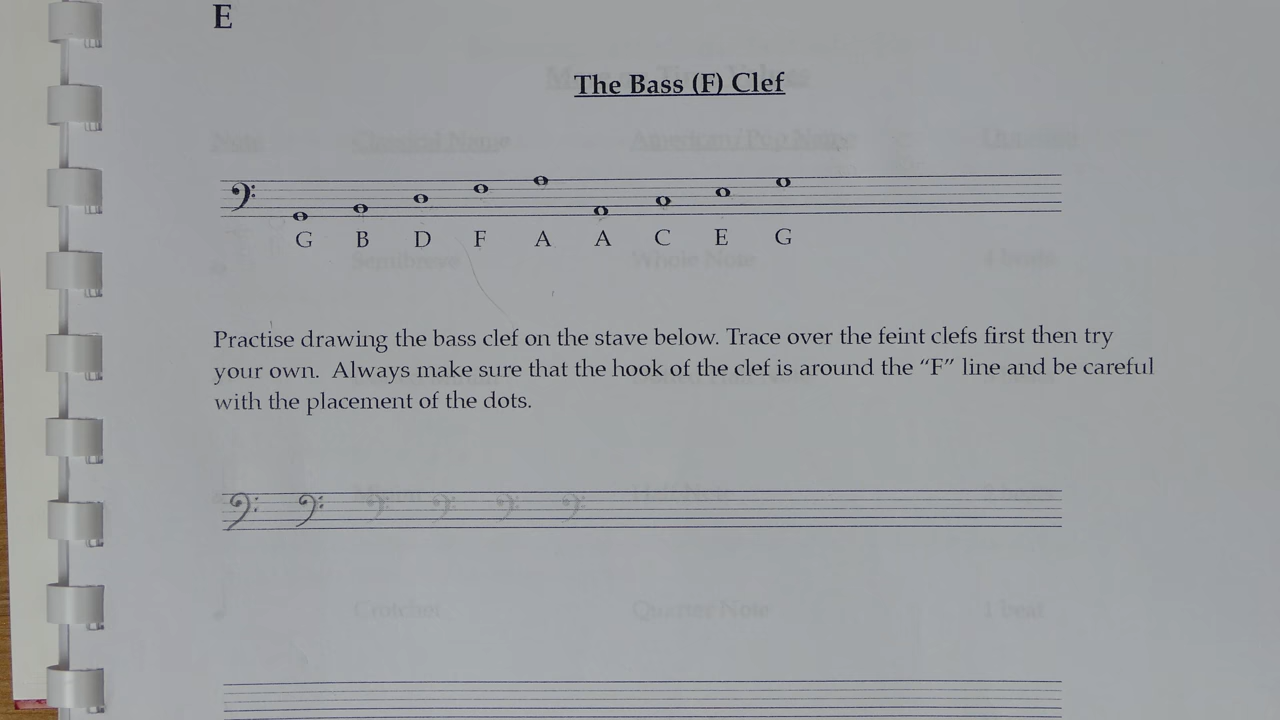 E
The Bass (F) Clef
G B D F A A C E G
Practise drawing the bass clef on the stave below. Trace over the feint clefs first then try
your own. Always make sure that the hook of the clef is around the “F” line and be careful
with the placement of the dots.